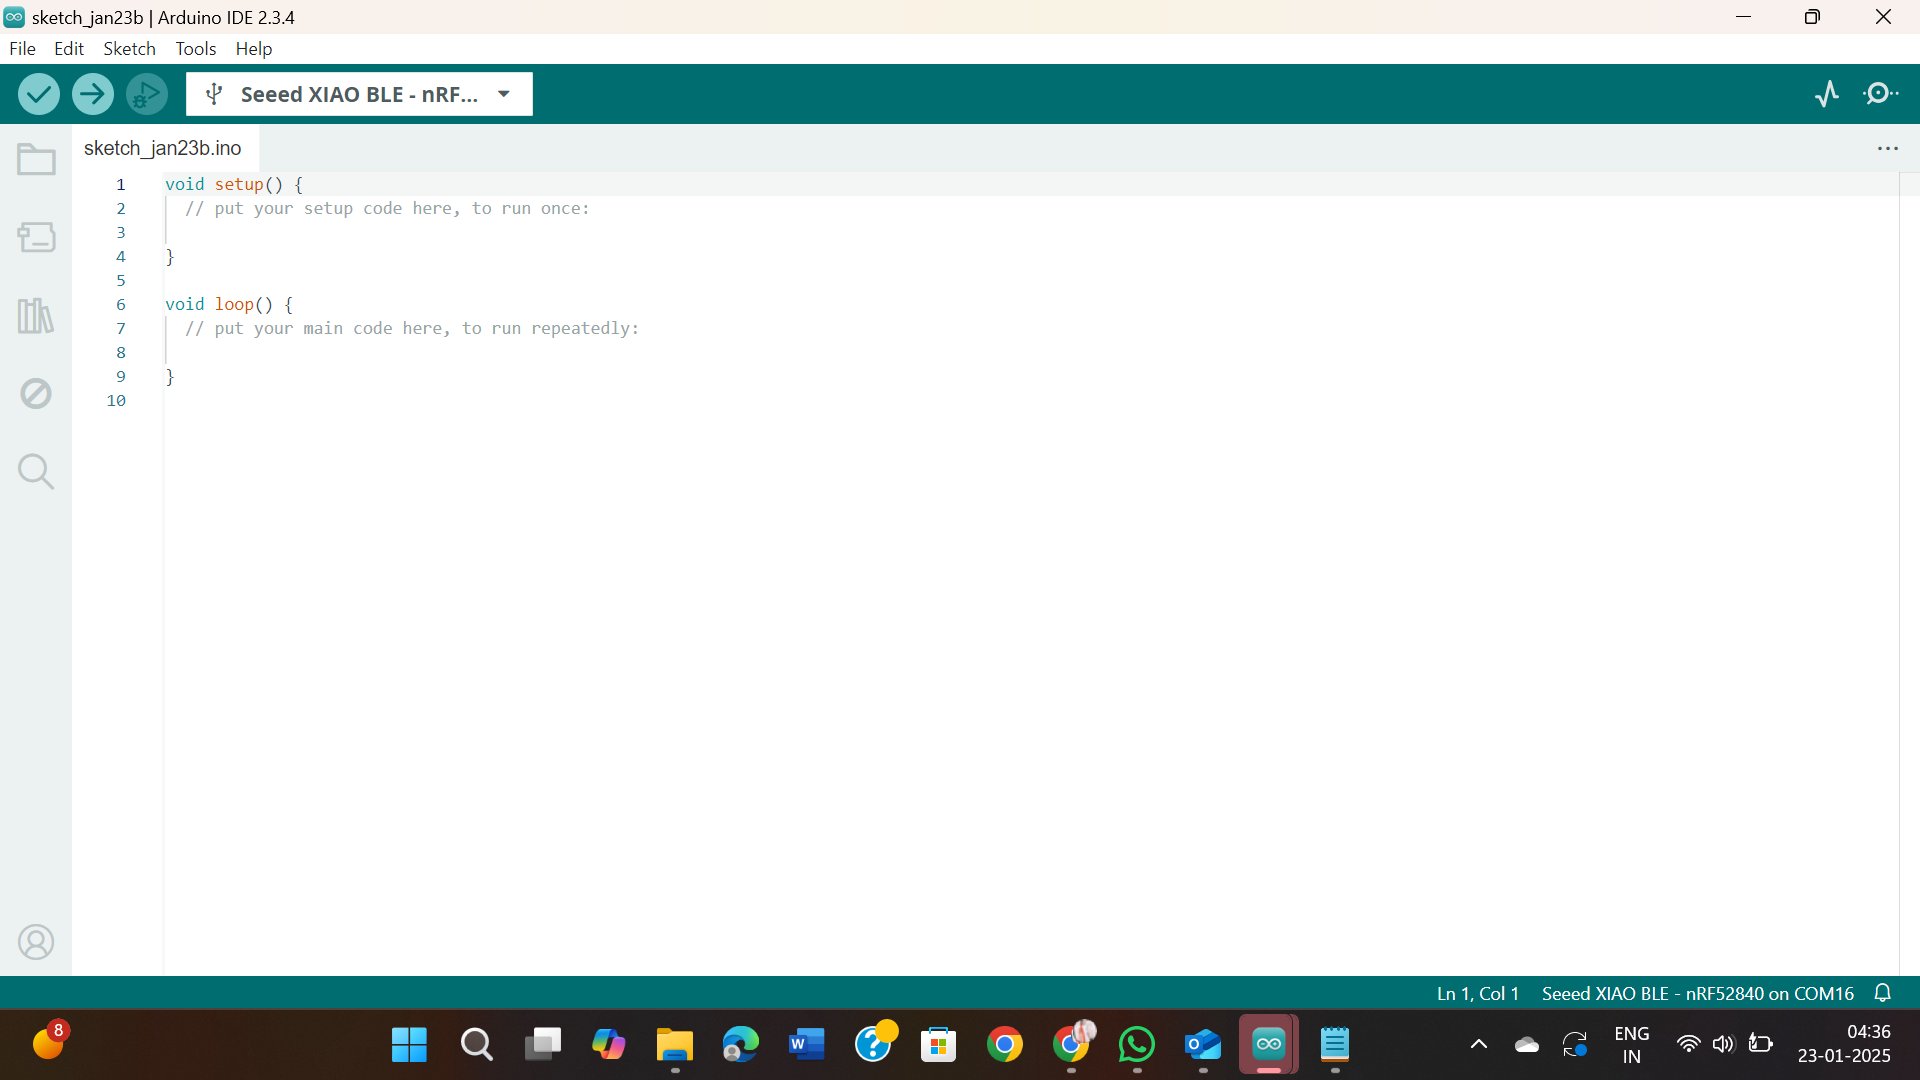 sketch_jan23b | Arduino IDE 2.3.4
File Edit Sketch Tools Help
Seeed XIAO BLE - nRF...
sketch_jan23b.ino
1 void setup() {
2 // put your setup code here, to run once:
3
4 }
5
6 void loop() {
7 // put your main code here, to run repeatedly:
8
9 }
10
Ln 1, Col 1 Seeed XIAO BLE - nRF52840 on COM16
8
W
?
O
ENG
IN
04:36
23-01-2025